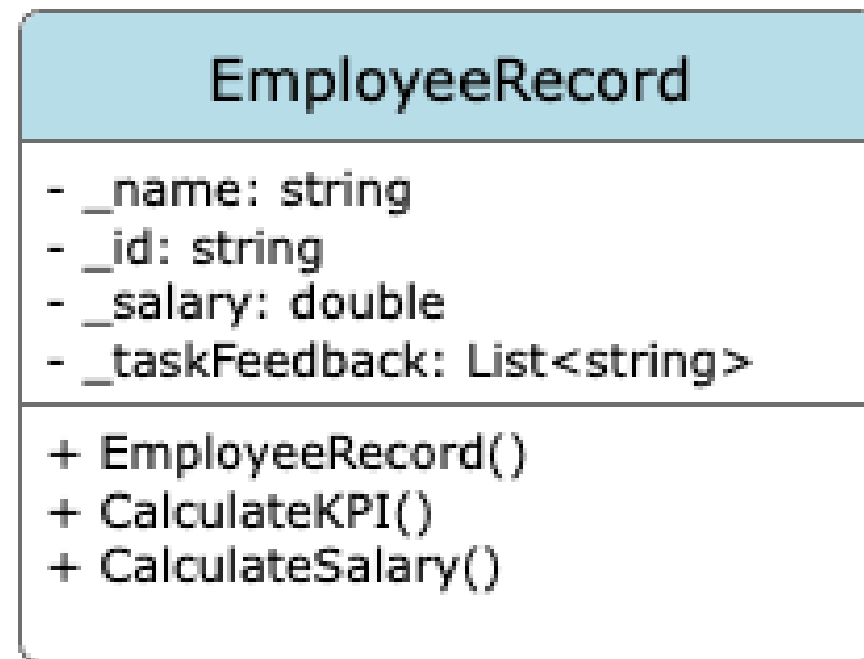 EmployeeRecord
- _name: string
- _id: string
- _salary: double
- _taskFeedback: List<string>
+ EmployeeRecord()
+ CalculateKPI()
+ CalculateSalary()